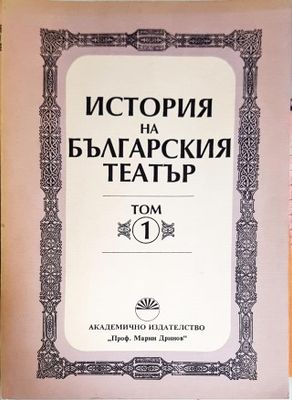 ИСТОРИЯ
НА
БЪЛГАРСКИЯ
ТЕАТЪР
ТОМ
1
АКАДЕМИЧНО ИЗДАТЕЛСТВО
„Проф. Марин Дринов“